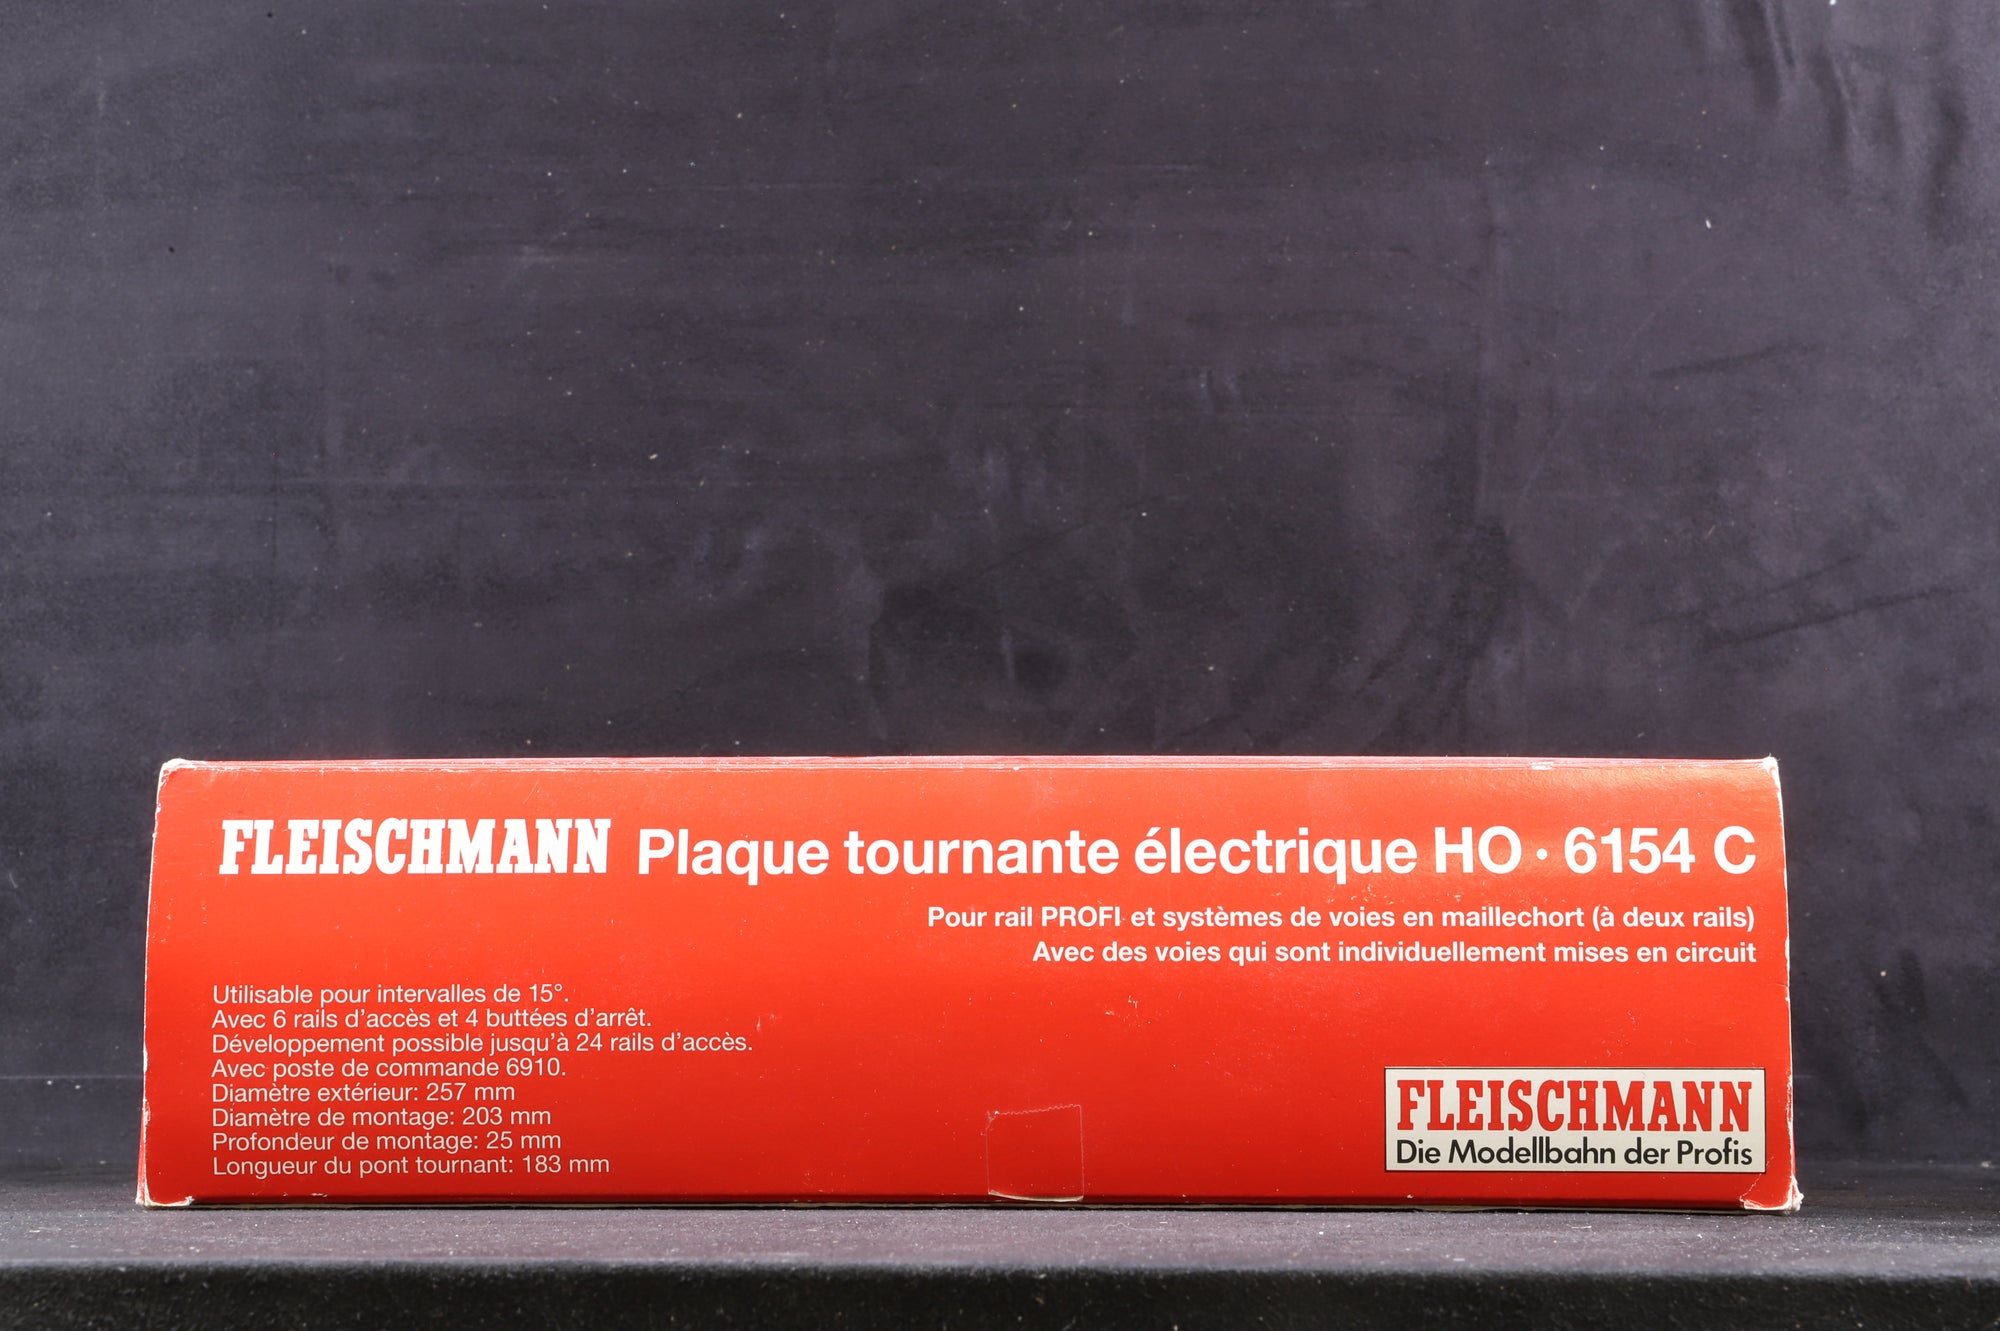 FLEISCHMANN Plaque tournante électrique HO · 6154 C
Pour rail PROFI et systèmes de voies en maillechort (à deux rails)
Avec des voies qui sont individuellement mises en circuit
Utilisable pour intervalles de 15°.
Avec 6 rails d'accès et 4 buttées d'arrêt.
Développement possible jusqu'à 24 rails d'accès.
Avec poste de commande 6910.
Diamètre extérieur: 257 mm
Diamètre de montage: 203 mm
Profondeur de montage: 25 mm
Longueur du pont tournant: 183 mm
FLEISCHMANN
Die Modellbahn der Profis